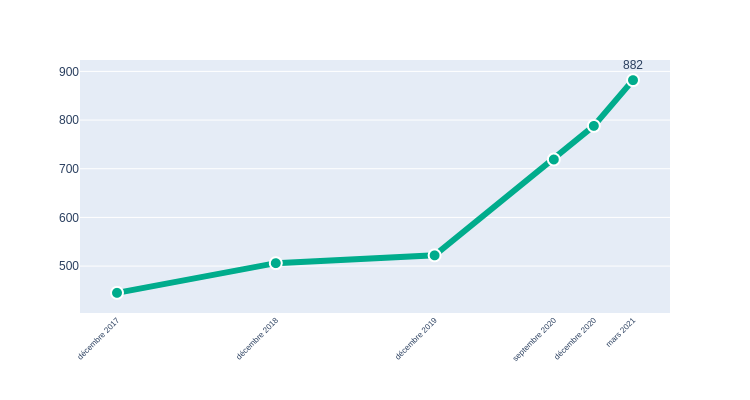 882
900
800
700
600
500
décembre 2017
décembre 2018
décembre 2019
septembre 2020
décembre 2020
mars 2021